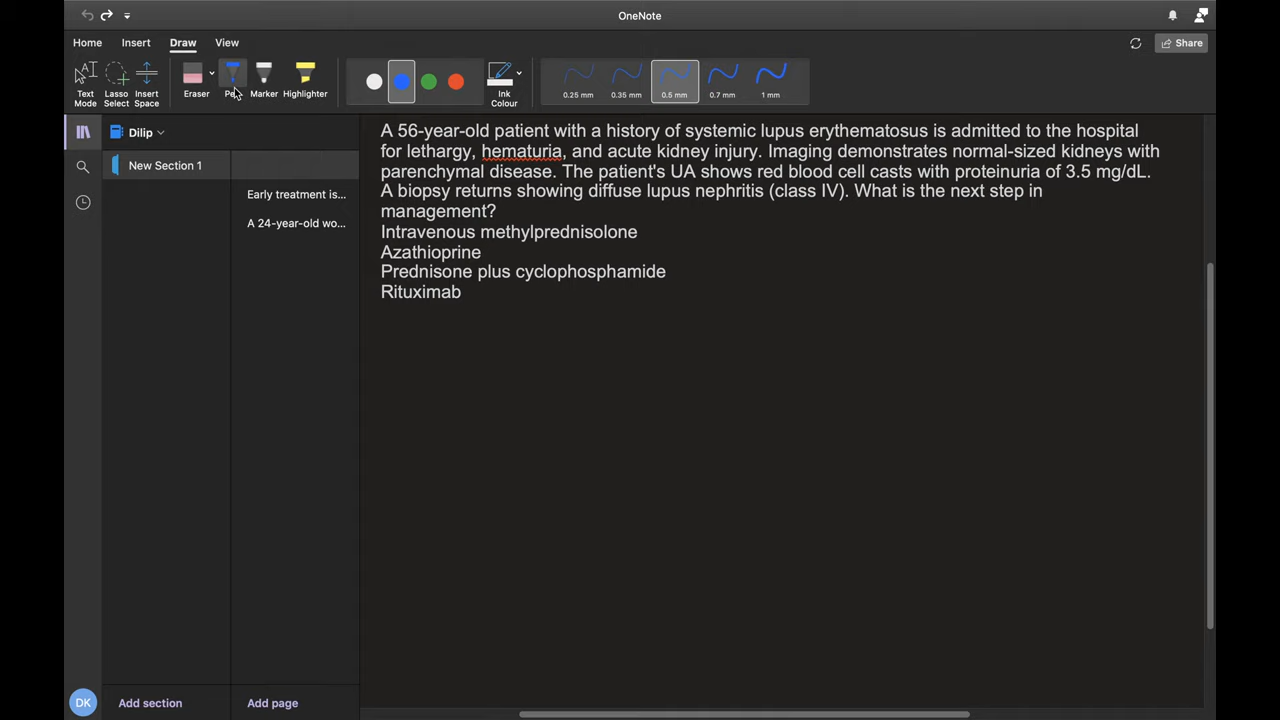 OneNote
Home Insert Draw View
Share
Text Mode
Lasso Select
Insert Space
Eraser
Marker
Highlighter
Ink Colour
0.25 mm
0.35 mm
0.5 mm
0.7 mm
1 mm
Dilip
New Section 1
Early treatment is...
A 24-year-old wo...
A 56-year-old patient with a history of systemic lupus erythematosus is admitted to the hospital
for lethargy, hematuria, and acute kidney injury. Imaging demonstrates normal-sized kidneys with
parenchymal disease. The patient's UA shows red blood cell casts with proteinuria of 3.5 mg/dL.
A biopsy returns showing diffuse lupus nephritis (class IV). What is the next step in
management?
Intravenous methylprednisolone
Azathioprine
Prednisone plus cyclophosphamide
Rituximab
DK
Add section
Add page